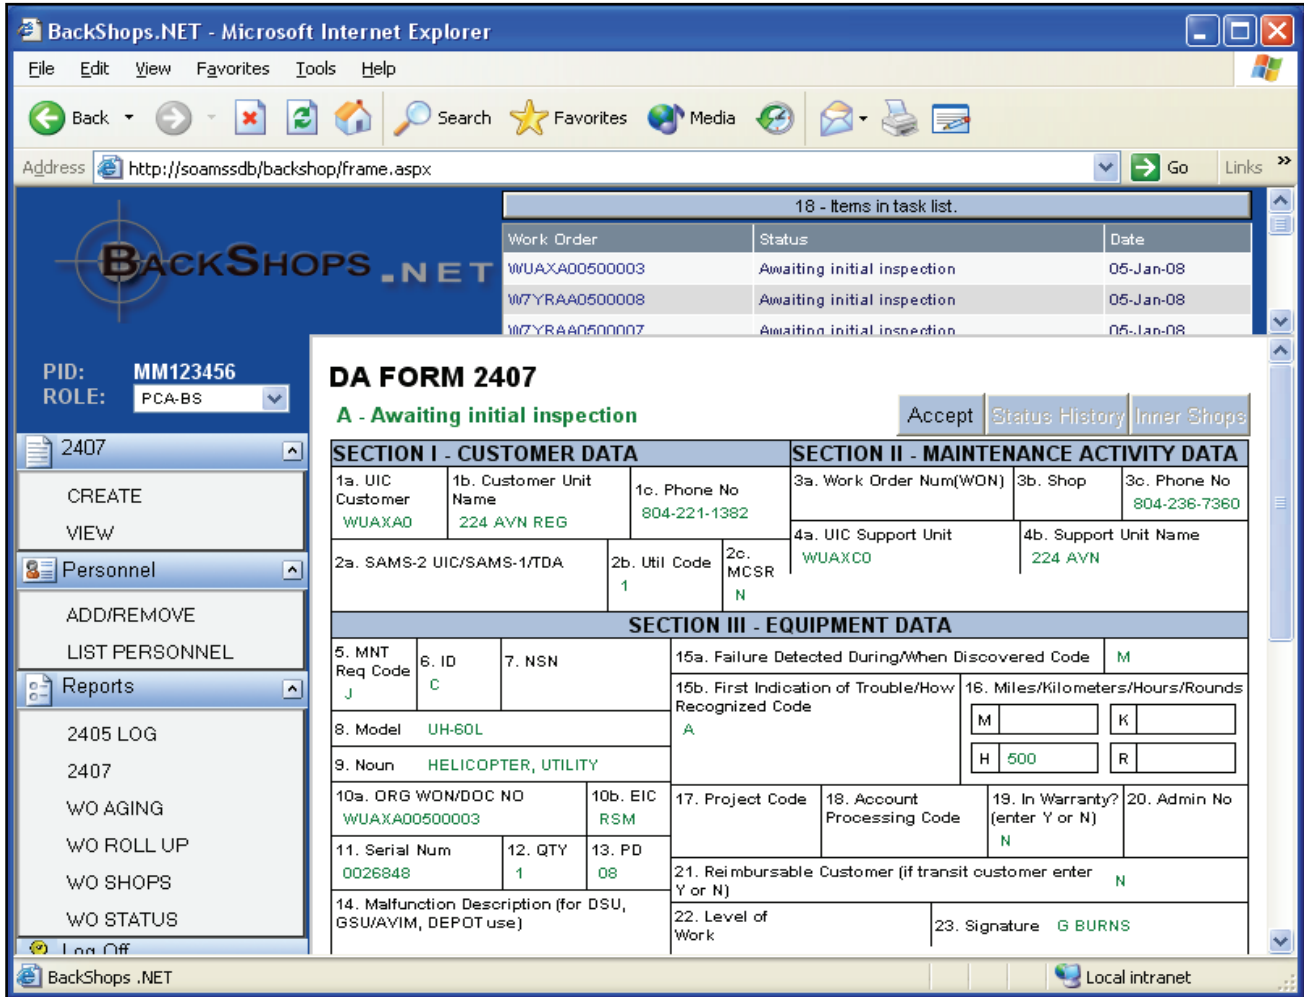 BackShops.NET - Microsoft Internet Explorer
File Edit View Favorites Tools Help
Back Search Favorites Media
Address http://soamssdb/backshop/frame.aspx Go Links »
BACKSHOPS.NET
18 - Items in task list.
Work Order Status Date
WUAXA00500003 Awaiting initial inspection 05-Jan-08
W7YRAA0500008 Awaiting initial inspection 05-Jan-08
W7YRAA0500007 Awaiting initial inspection 05-Jan-08
PID: MM123456
ROLE: PCA-BS
2407
CREATE
VIEW
Personnel
ADD/REMOVE
LIST PERSONNEL
Reports
2405 LOG
2407
WO AGING
WO ROLL UP
WO SHOPS
WO STATUS
Log Off
DA FORM 2407
A - Awaiting initial inspection
Accept Status History Inner Shops
SECTION I - CUSTOMER DATA
1a. UIC
Customer
WUAXA0
1b. Customer Unit
Name
224 AVN REG
1c. Phone No
804-221-1382
2a. SAMS-2 UIC/SAMS-1/TDA
2b. Util Code
1
2c.
MCSR
N
SECTION II - MAINTENANCE ACTIVITY DATA
3a. Work Order Num(WON)
3b. Shop
3c. Phone No
804-236-7360
4a. UIC Support Unit
WUAXC0
4b. Support Unit Name
224 AVN
SECTION III - EQUIPMENT DATA
5. MNT
Req Code
J
6. ID
C
7. NSN
8. Model UH-60L
9. Noun HELICOPTER, UTILITY
10a. ORG WON/DOC NO
WUAXA00500003
10b. EIC
RSM
11. Serial Num
0026848
12. QTY
1
13. PD
08
14. Malfunction Description (for DSU,
GSU/AVIM, DEPOT use)
15a. Failure Detected During/When Discovered Code M
15b. First Indication of Trouble/How
Recognized Code
A
16. Miles/Kilometers/Hours/Rounds
M K
H 500 R
17. Project Code
18. Account
Processing Code
19. In Warranty?
(enter Y or N)
N
20. Admin No
21. Reimbursable Customer (if transit customer enter
Y or N) N
22. Level of
Work
23. Signature G BURNS
BackShops .NET Local intranet